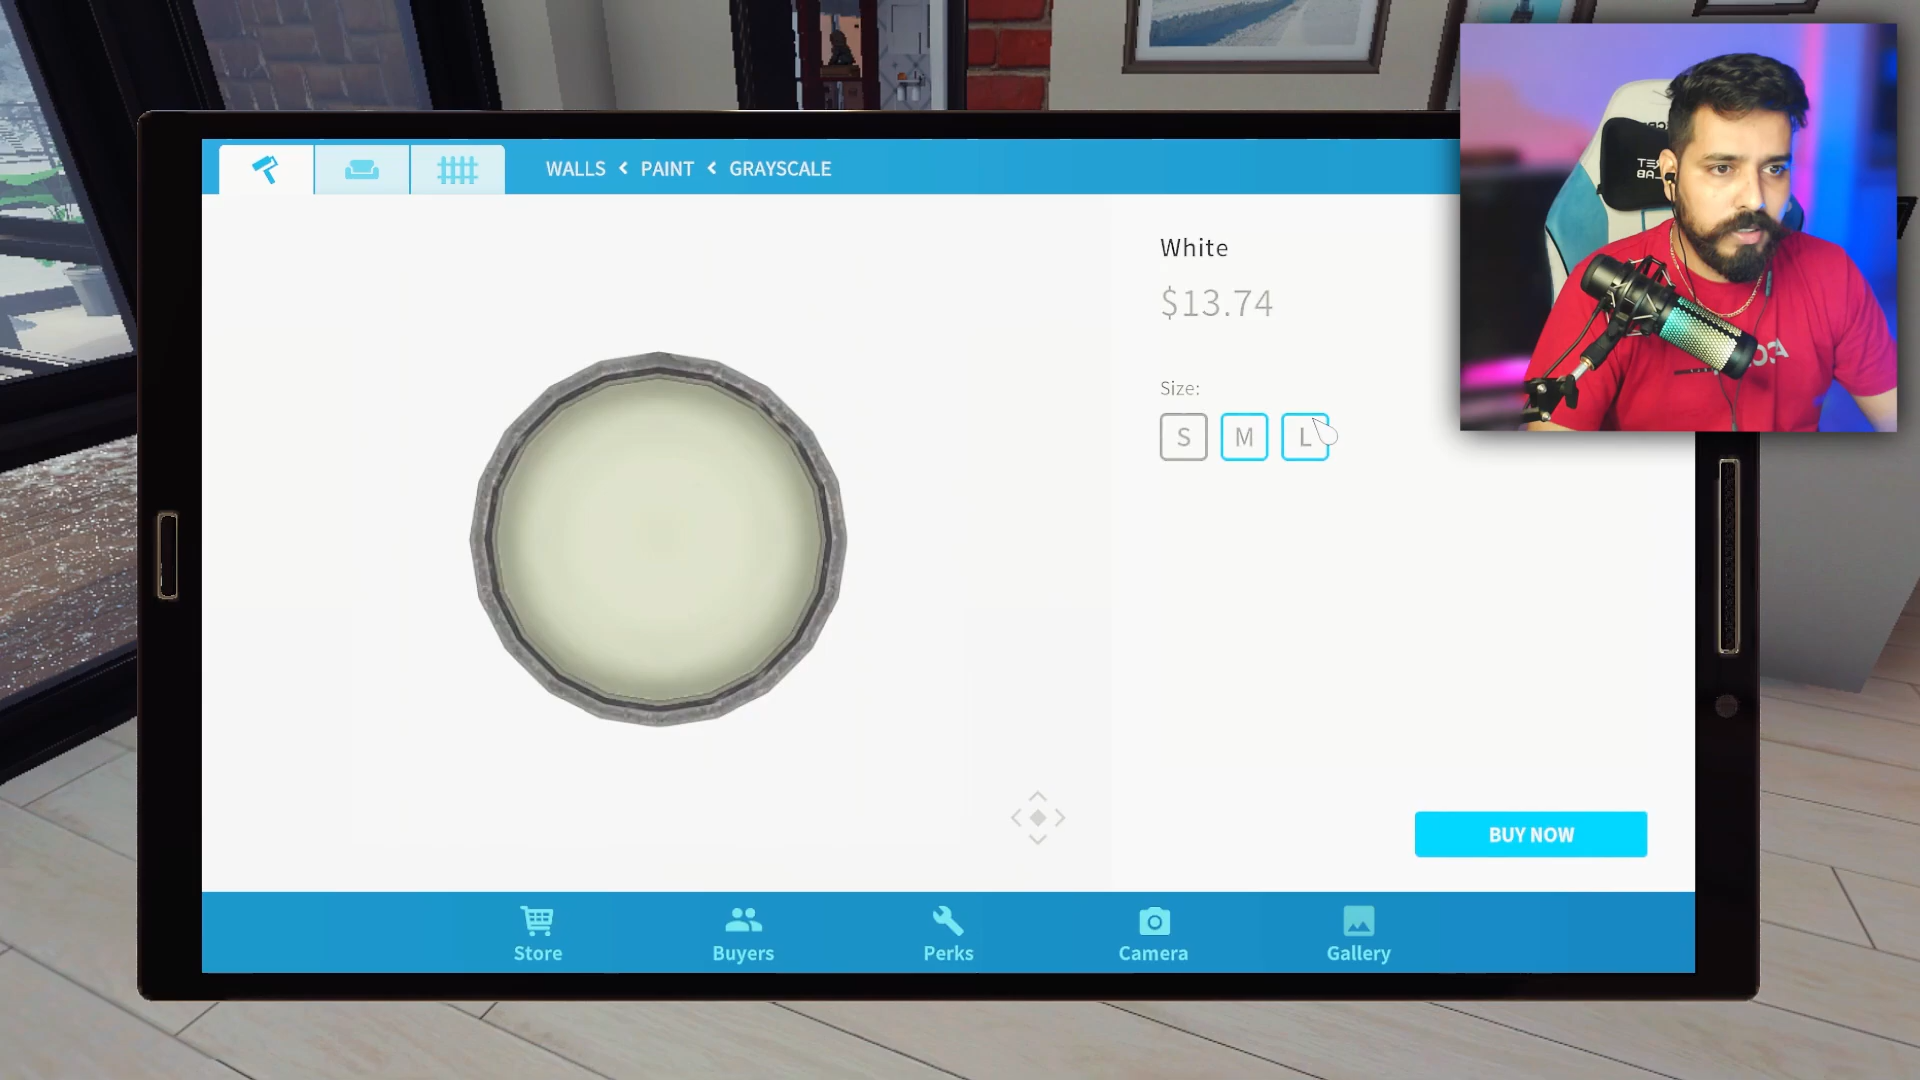 WALLS < PAINT < GRAYSCALE
White
$13.74
Size:
S M L
BUY NOW
Store Buyers Perks Camera Gallery